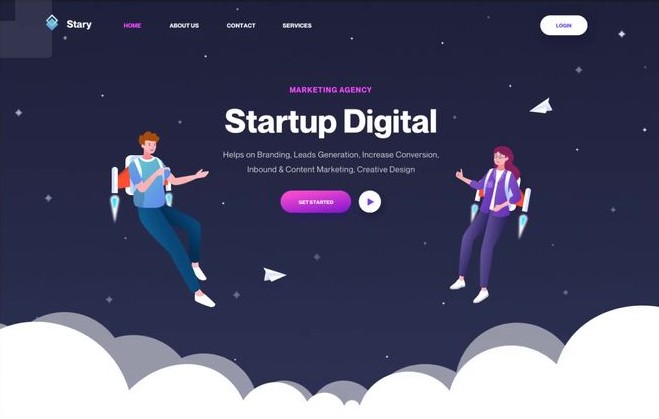 Stary
HOME
ABOUT US
CONTACT
SERVICES
LOGIN
MARKETING AGENCY
Startup Digital
Helps on Branding, Leads Generation, Increase Conversion,
Inbound & Content Marketing, Creative Design
GET STARTED